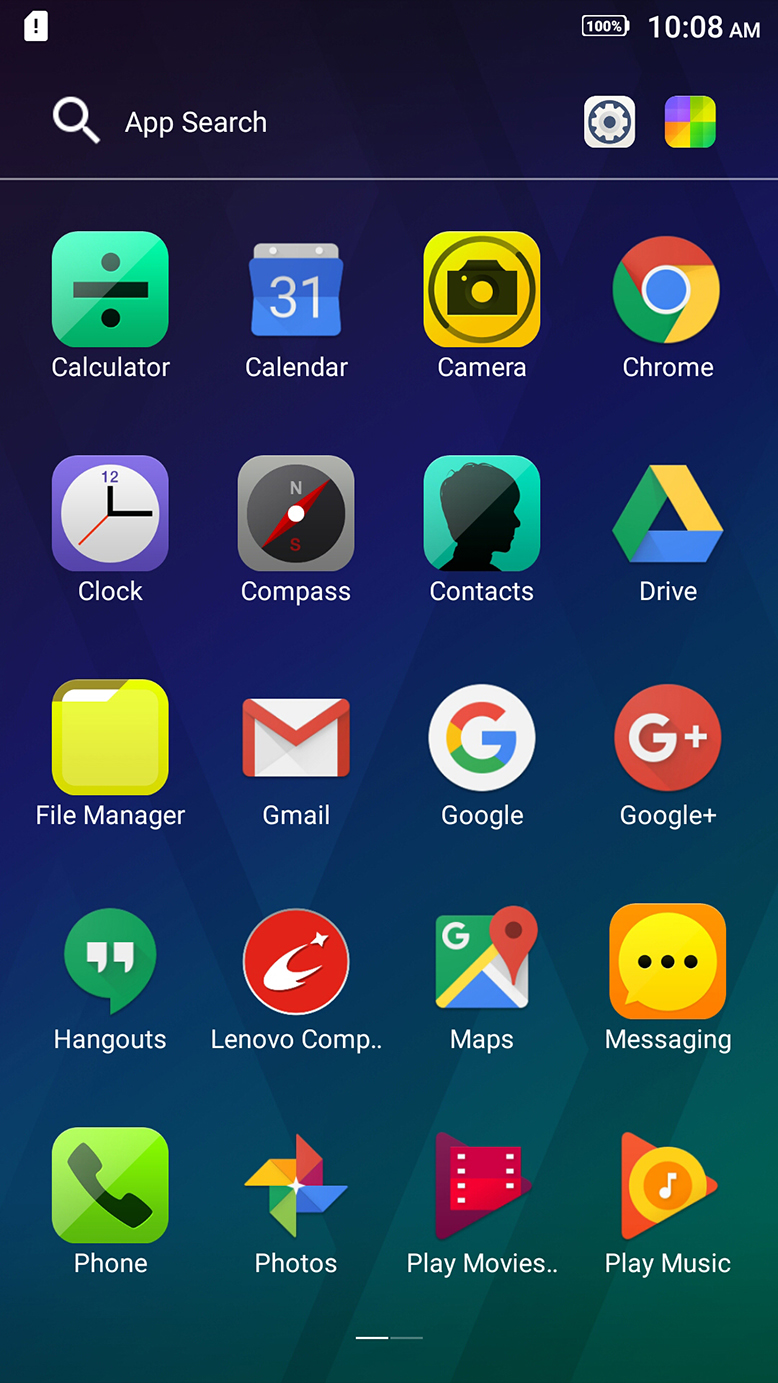 100% 10:08 AM
App Search
31
Calculator Calendar Camera Chrome
12
N
S
Clock Compass Contacts Drive
G G+
File Manager Gmail Google Google+
G
Hangouts Lenovo Comp.. Maps Messaging
Phone Photos Play Movies.. Play Music